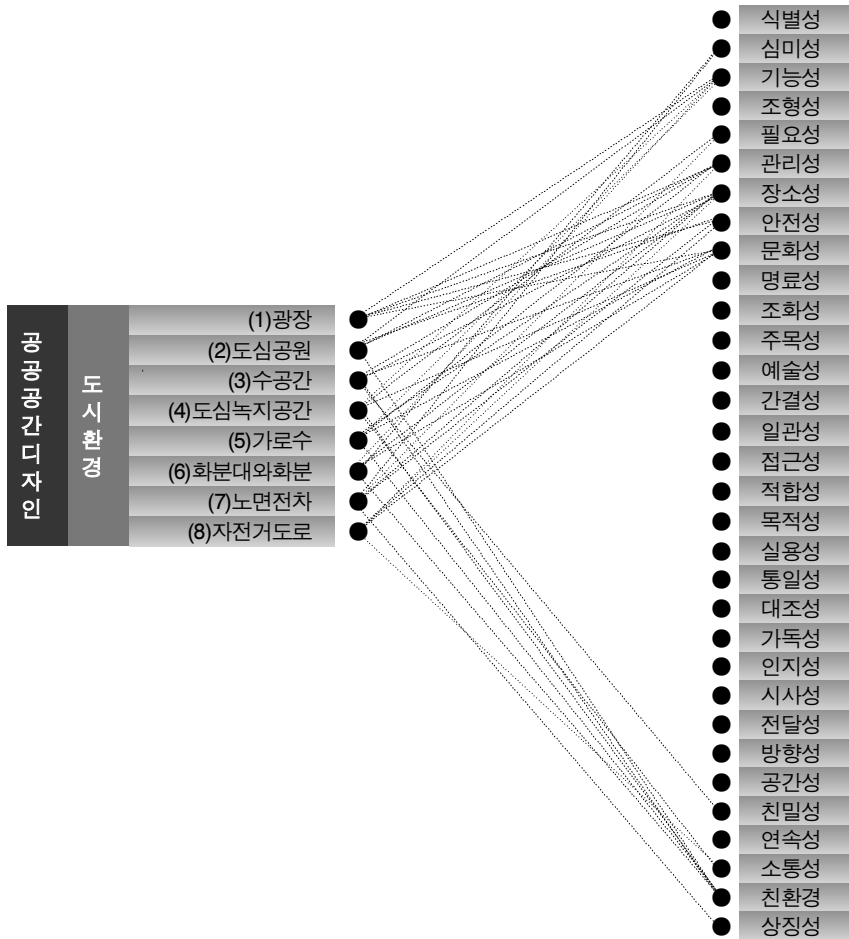 공공공간디자인
도시환경
(1)광장
(2)도심공원
(3)수공간
(4)도심녹지공간
(5)가로수
(6)화분대와화분
(7)노면전차
(8)자전거도로
식별성
심미성
기능성
조형성
필요성
관리성
장소성
안전성
문화성
명료성
조화성
주목성
예술성
간결성
일관성
접근성
적합성
목적성
실용성
통일성
대조성
가독성
인지성
시사성
전달성
방향성
공간성
친밀성
연속성
소통성
친환경
상징성